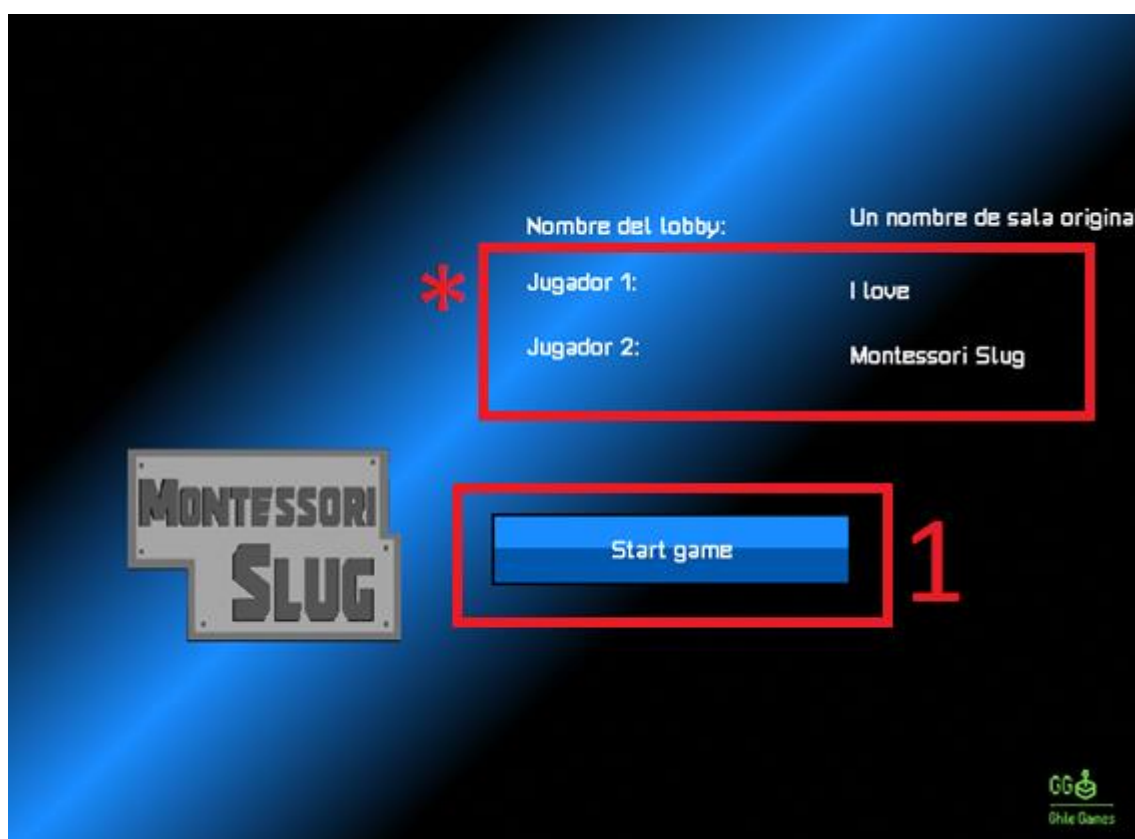 Nombre del lobby: Un nombre de sala origina
* Jugador 1: I love
Jugador 2: Montessori Slug
MONTESSORI
SLUG
Start game 1
GG
Ghile Games